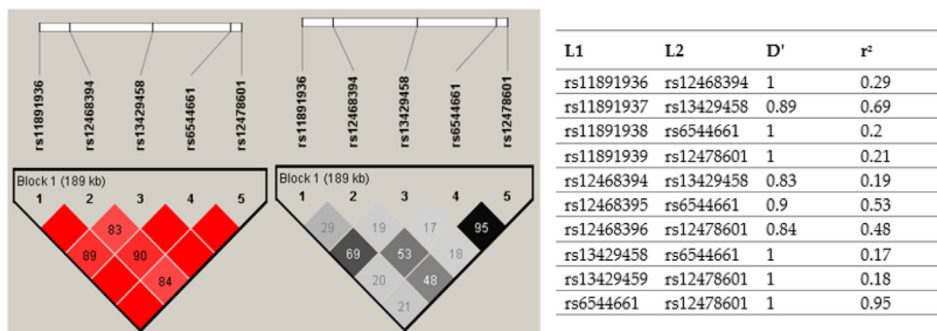 rs11891936
rs12468394
rs13429458
rs6544661
rs12478601
Block 1 (189 kb)
1 2 3 4 5
83
89 90
84
rs11891936
rs12468394
rs13429458
rs6544661
rs12478601
Block 1 (189 kb)
1 2 3 4 5
29 19 17 95
69 53 18
20 48
21
L1 L2 D' r²
rs11891936 rs12468394 1 0.29
rs11891937 rs13429458 0.89 0.69
rs11891938 rs6544661 1 0.2
rs11891939 rs12478601 1 0.21
rs12468394 rs13429458 0.83 0.19
rs12468395 rs6544661 0.9 0.53
rs12468396 rs12478601 0.84 0.48
rs13429458 rs6544661 1 0.17
rs13429459 rs12478601 1 0.18
rs6544661 rs12478601 1 0.95